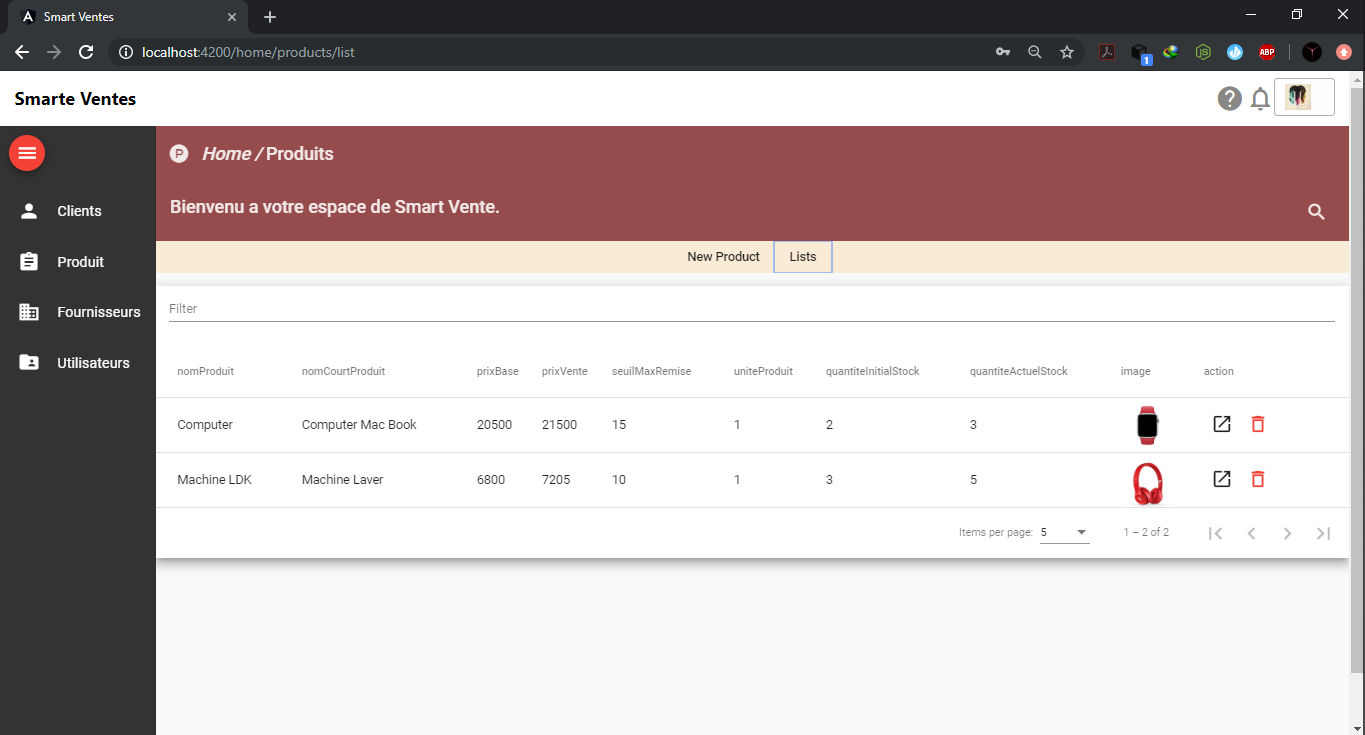 Smart Ventes
localhost:4200/home/products/list
JS
ABP
1
Y
Smarte Ventes
?
P Home / Produits
Bienvenu a votre espace de Smart Vente.
Clients
Produit
Fournisseurs
Utilisateurs
New Product Lists
Filter
nomProduit nomCourtProduit prixBase prixVente seuilMaxRemise uniteProduit quantiteInitialStock quantiteActuelStock image action
Computer Computer Mac Book 20500 21500 15 1 2 3
Machine LDK Machine Laver 6800 7205 10 1 3 5
Items per page: 5 1 – 2 of 2